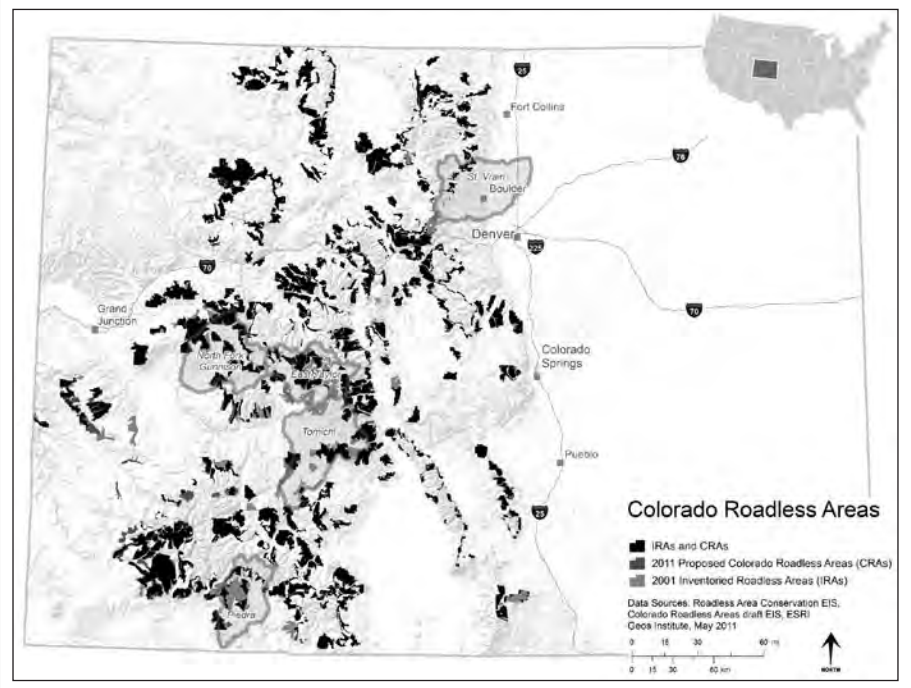 25
Fort Collins
76
St. Vrain
Boulder
Denver
225
70
70
Grand
Junction
North Fork
Gunnison
Colorado
Springs
Tomichi
Pueblo
25
Piedra
Colorado Roadless Areas
IRAs and CRAs
2011 Proposed Colorado Roadless Areas (CRAs)
2001 Inventoried Roadless Areas (IRAs)
Data Sources: Roadless Area Conservation EIS,
Colorado Roadless Areas draft EIS, ESRI
Geos Institute, May 2011
0 15 30 60 mi
0 15 30 60 km
NORTH